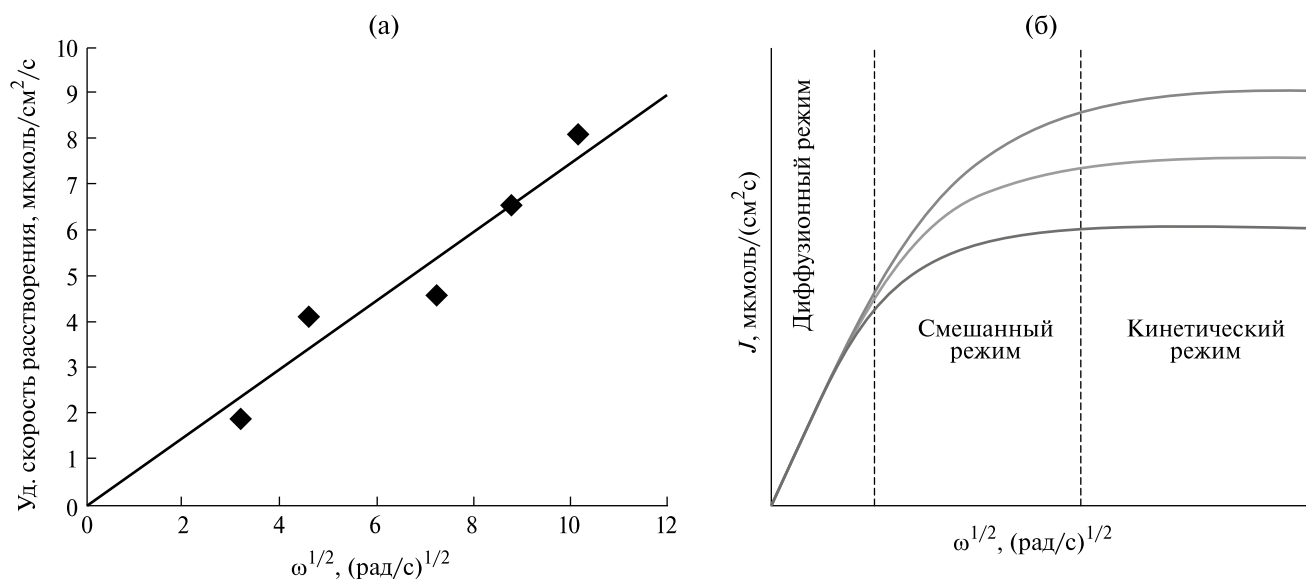 (а)
Уд. скорость расстворения, мкмоль/см²/с
10
9
8
7
6
5
4
3
2
1
0
0 2 4 6 8 10 12
ω^1/2, (рад/с)^1/2
(б)
J, мкмоль/(см²с)
Диффузионный режим
Смешанный
режим
Кинетический
режим
ω^1/2, (рад/с)^1/2